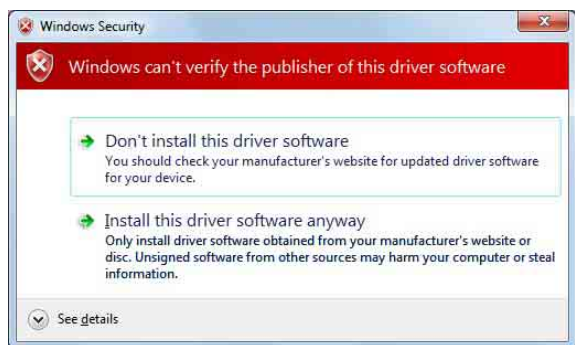 Windows Security
Windows can't verify the publisher of this driver software
Don't install this driver software
You should check your manufacturer's website for updated driver software
for your device.
Install this driver software anyway
Only install driver software obtained from your manufacturer's website or
disc. Unsigned software from other sources may harm your computer or steal
information.
See details